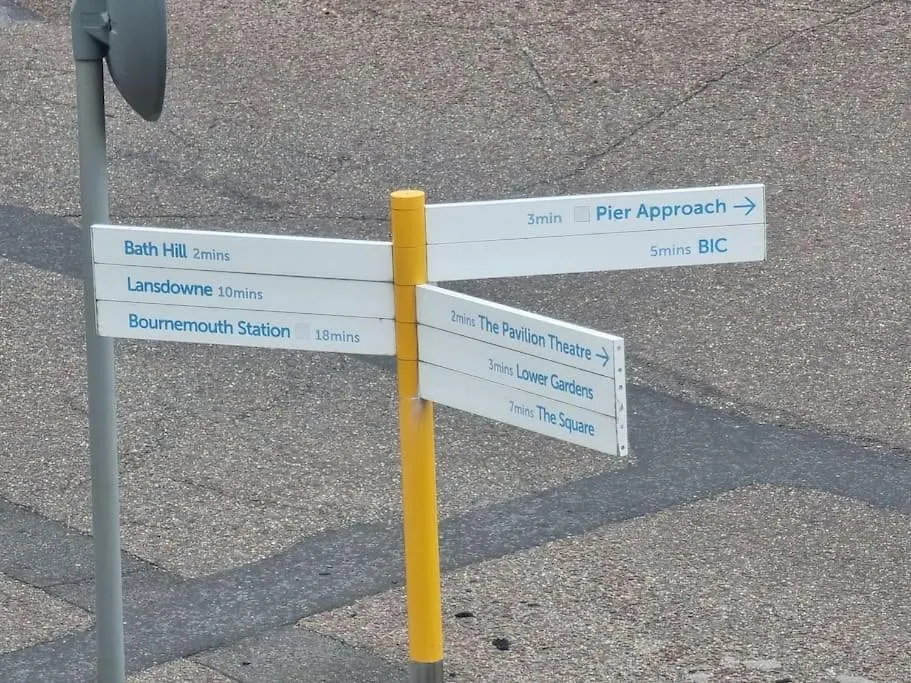 Bath Hill 2mins
Lansdowne 10mins
Bournemouth Station 18mins
3min Pier Approach →
5mins BIC
2mins The Pavilion Theatre →
3mins Lower Gardens
7mins The Square